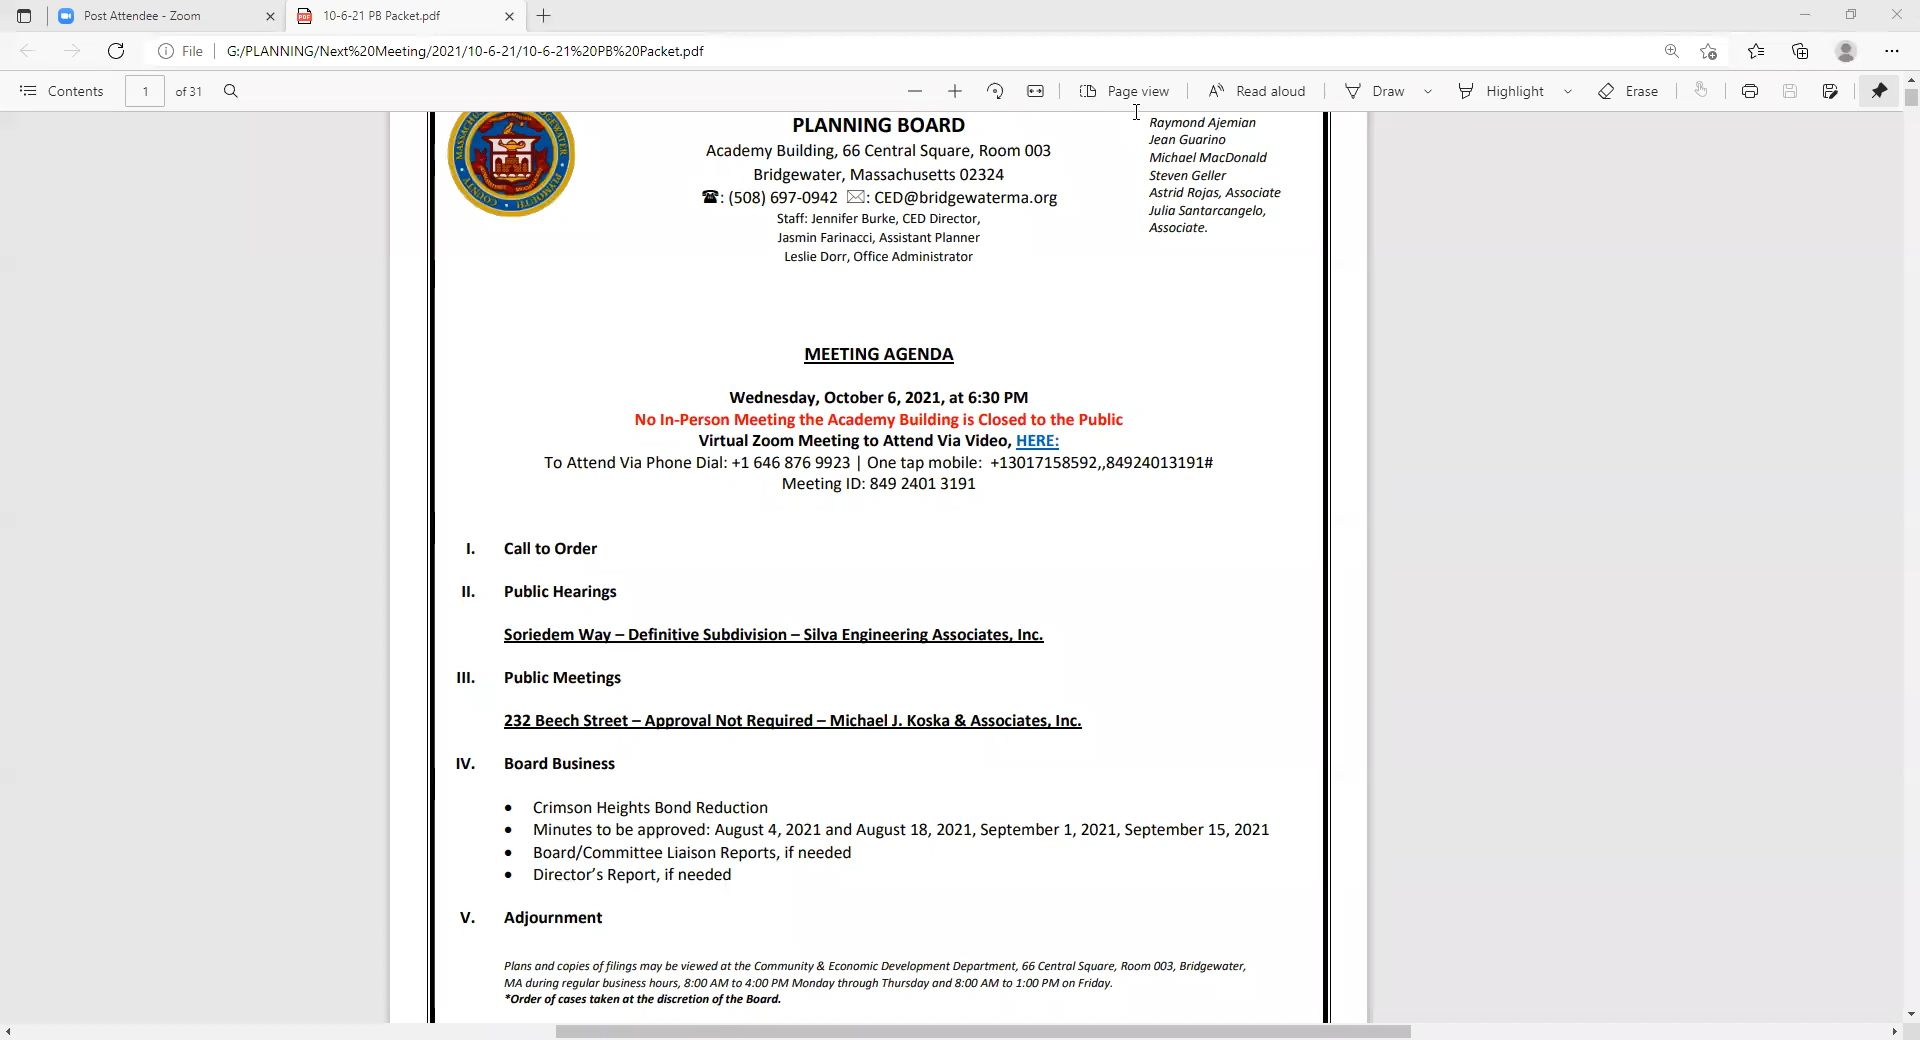 Post Attendee - Zoom
10-6-21 PB Packet.pdf
File
G:/PLANNING/Next%20Meeting/2021/10-6-21/10-6-21%20PB%20Packet.pdf
Contents
1
of 31
Page view
Read aloud
Draw
Highlight
Erase
MASSACHUSETTS
BRIDGEWATER
PLYMOUTH COUNTY
PLANNING BOARD
Academy Building, 66 Central Square, Room 003
Bridgewater, Massachusetts 02324
☎: (508) 697-0942 ✉: CED@bridgewaterma.org
Staff: Jennifer Burke, CED Director,
Jasmin Farinacci, Assistant Planner
Leslie Dorr, Office Administrator
Raymond Ajemian
Jean Guarino
Michael MacDonald
Steven Geller
Astrid Rojas, Associate
Julia Santarcangelo,
Associate.
MEETING AGENDA
Wednesday, October 6, 2021, at 6:30 PM
No In-Person Meeting the Academy Building is Closed to the Public
Virtual Zoom Meeting to Attend Via Video, HERE:
To Attend Via Phone Dial: +1 646 876 9923 | One tap mobile: +13017158592,,84924013191#
Meeting ID: 849 2401 3191
I. Call to Order
II. Public Hearings
Soriedem Way – Definitive Subdivision – Silva Engineering Associates, Inc.
III. Public Meetings
232 Beech Street – Approval Not Required – Michael J. Koska & Associates, Inc.
IV. Board Business
• Crimson Heights Bond Reduction
• Minutes to be approved: August 4, 2021 and August 18, 2021, September 1, 2021, September 15, 2021
• Board/Committee Liaison Reports, if needed
• Director's Report, if needed
V. Adjournment
Plans and copies of filings may be viewed at the Community & Economic Development Department, 66 Central Square, Room 003, Bridgewater,
MA during regular business hours, 8:00 AM to 4:00 PM Monday through Thursday and 8:00 AM to 1:00 PM on Friday.
*Order of cases taken at the discretion of the Board.